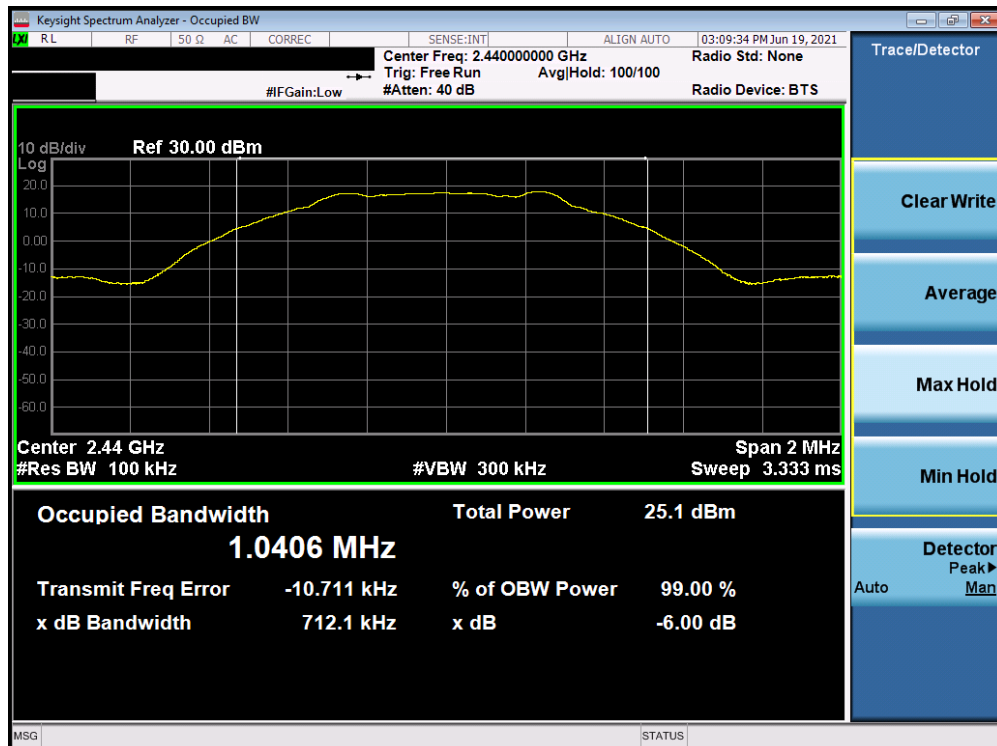 Keysight Spectrum Analyzer - Occupied BW
LXI RL RF 50 Ω AC CORREC SENSE:INT ALIGN AUTO 03:09:34 PM Jun 19, 2021
Center Freq: 2.440000000 GHz Radio Std: None
Trig: Free Run Avg|Hold: 100/100
#IFGain:Low #Atten: 40 dB Radio Device: BTS
10 dB/div Ref 30.00 dBm
Log
20.0
10.0
0.00
-10.0
-20.0
-30.0
-40.0
-50.0
-60.0
Center 2.44 GHz Span 2 MHz
#Res BW 100 kHz #VBW 300 kHz Sweep 3.333 ms
Occupied Bandwidth Total Power 25.1 dBm
1.0406 MHz
Transmit Freq Error -10.711 kHz % of OBW Power 99.00 %
x dB Bandwidth 712.1 kHz x dB -6.00 dB
MSG STATUS
Trace/Detector
Clear Write
Average
Max Hold
Min Hold
Detector
Peak▶
Auto Man